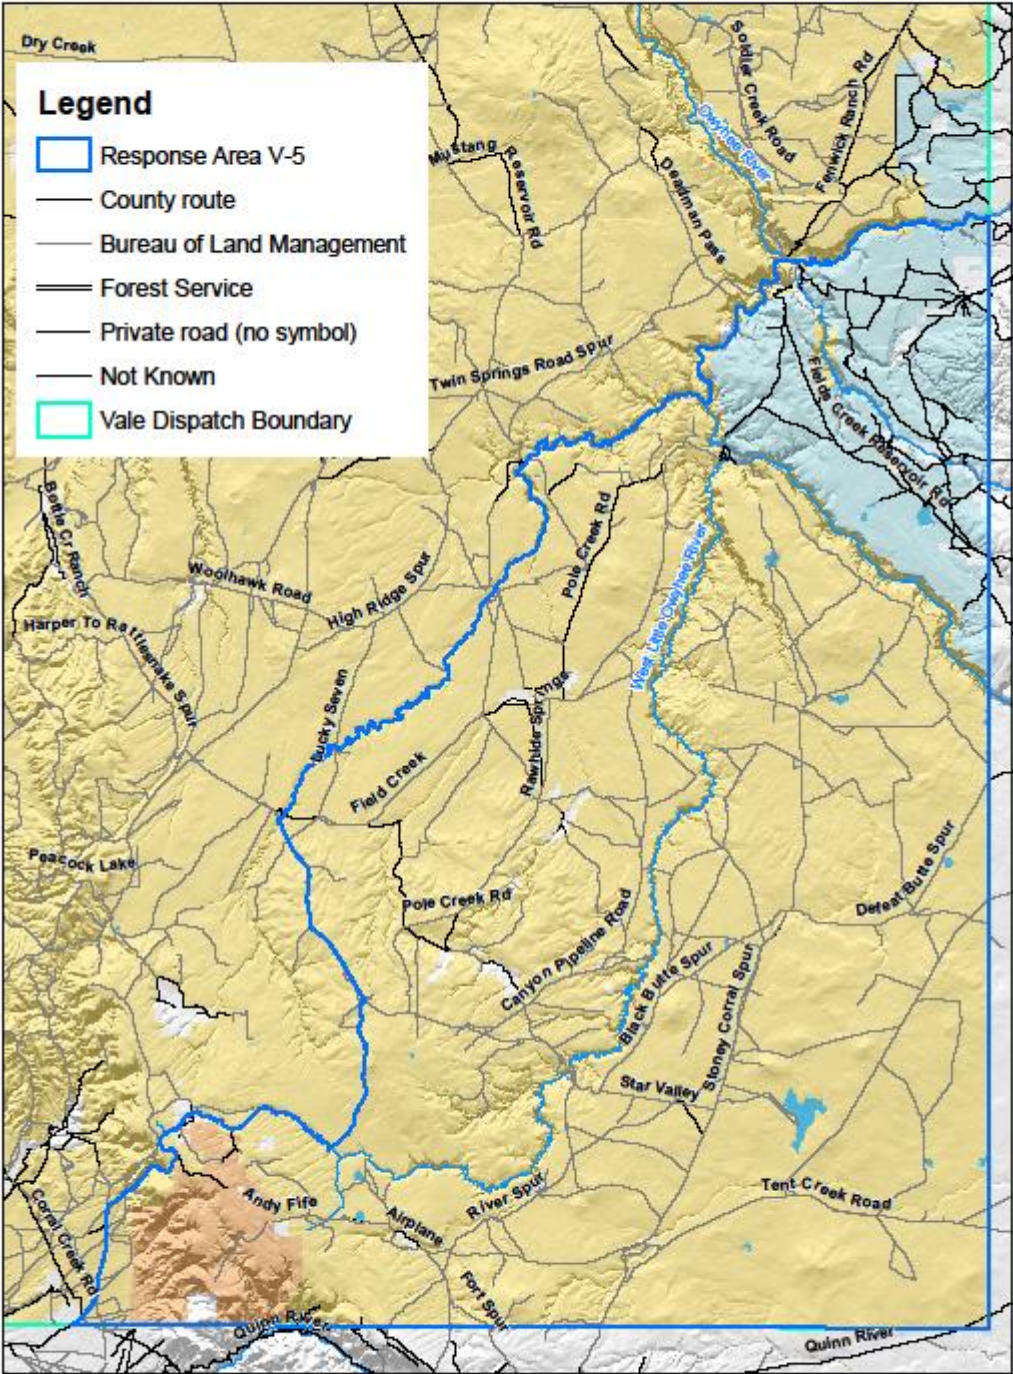 Dry Creek
Legend
Response Area V-5
County route
Bureau of Land Management
Forest Service
Private road (no symbol)
Not Known
Vale Dispatch Boundary
Soldier Creek Road
Fenwick Ranch Rd
Owyhee River
Mustang Reservoir Rd
Deadman Pass
Twin Springs Road Spur
Fields Creek Reservoir Rd
Battle Cr Ranch
Woolhawk Road
High Ridge Spur
Pole Creek Rd
West Little Owyhee River
Harper To Rattlesnake Spur
Lucky Seven
Rawhide Springs
Field Creek
Peacock Lake
Pole Creek Rd
Defeat Butte Spur
Canyon Pipeline Road
Black Butte Spur
Stoney Corral Spur
Star Valley
Corral Creek Rd
Andy Fife
Airplane
River Spur
Tent Creek Road
Fort Spur
Quinn River
Quinn River